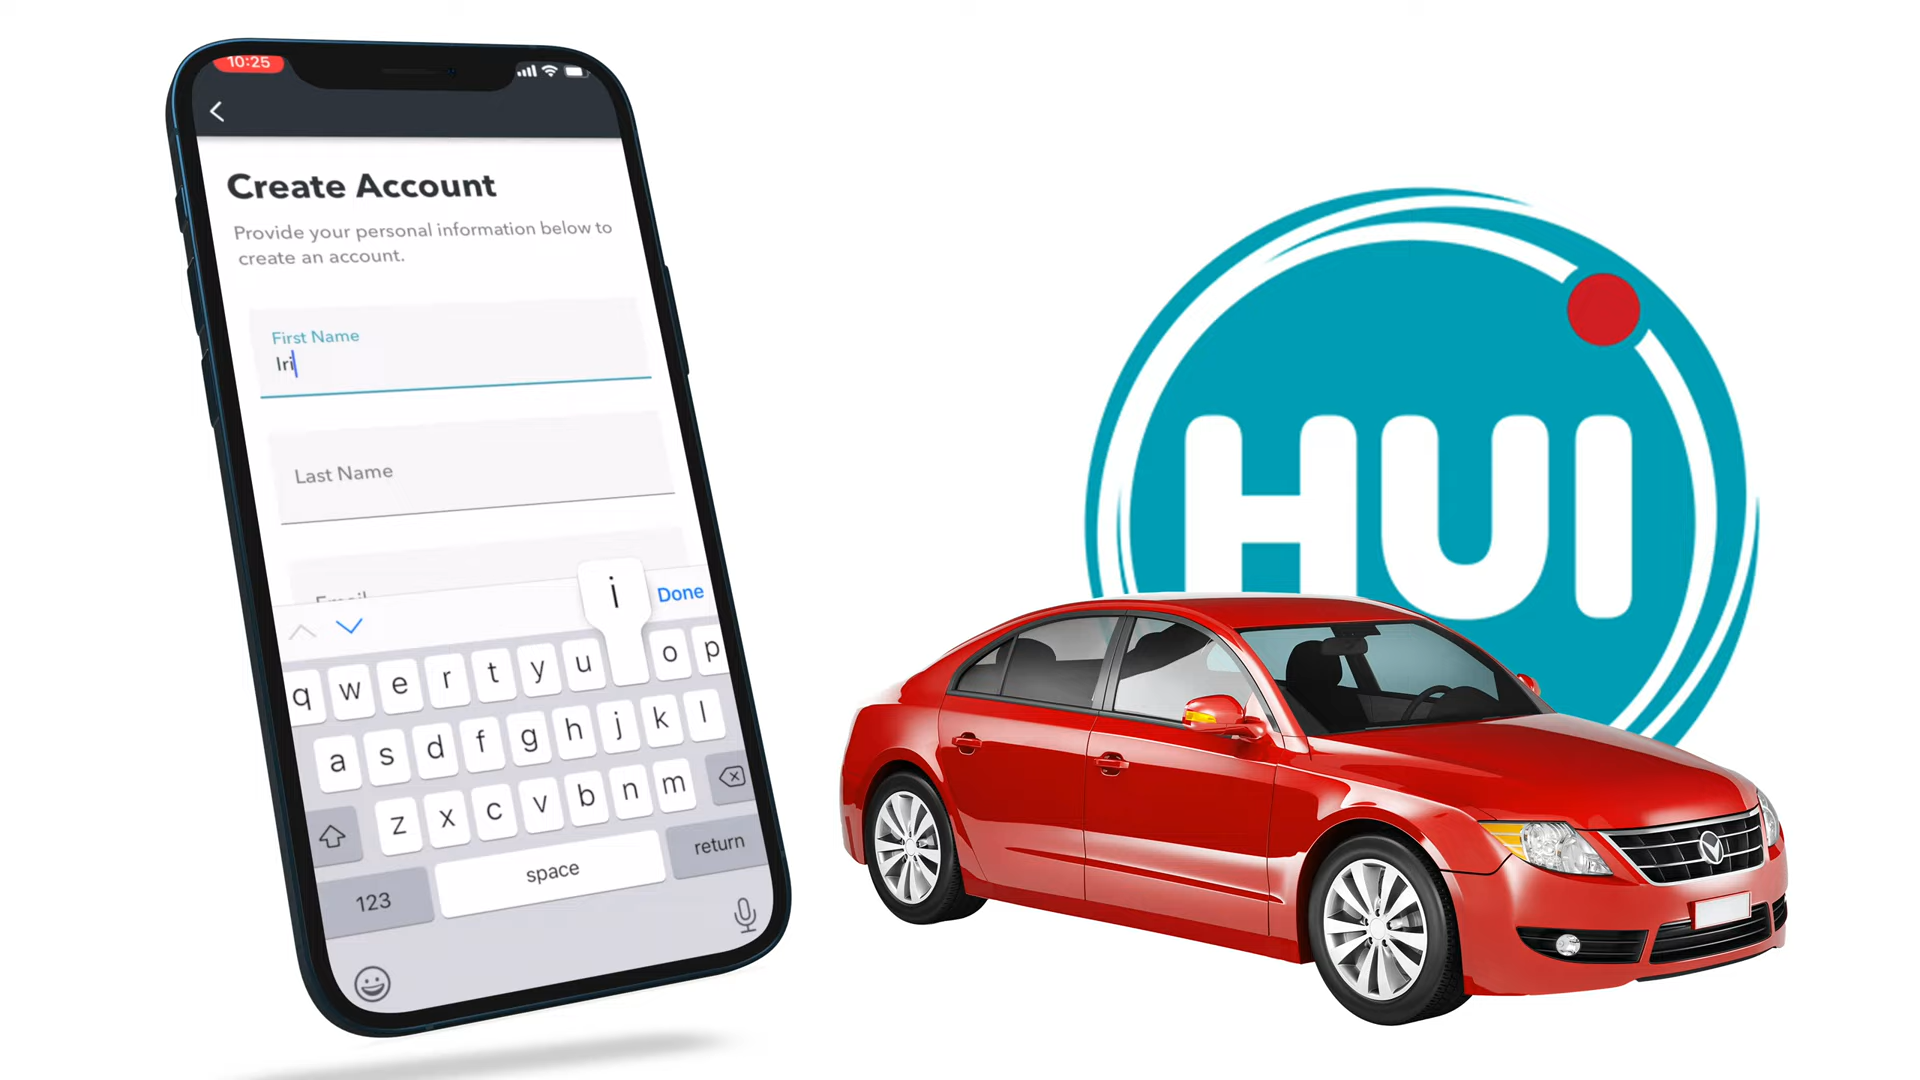 10:25
Create Account
Provide your personal information below to
create an account.
First Name
Iri
Last Name
Email
i
Done
q w e r t y u o p
a s d f g h j k l
z x c v b n m
123
space
return
HUI